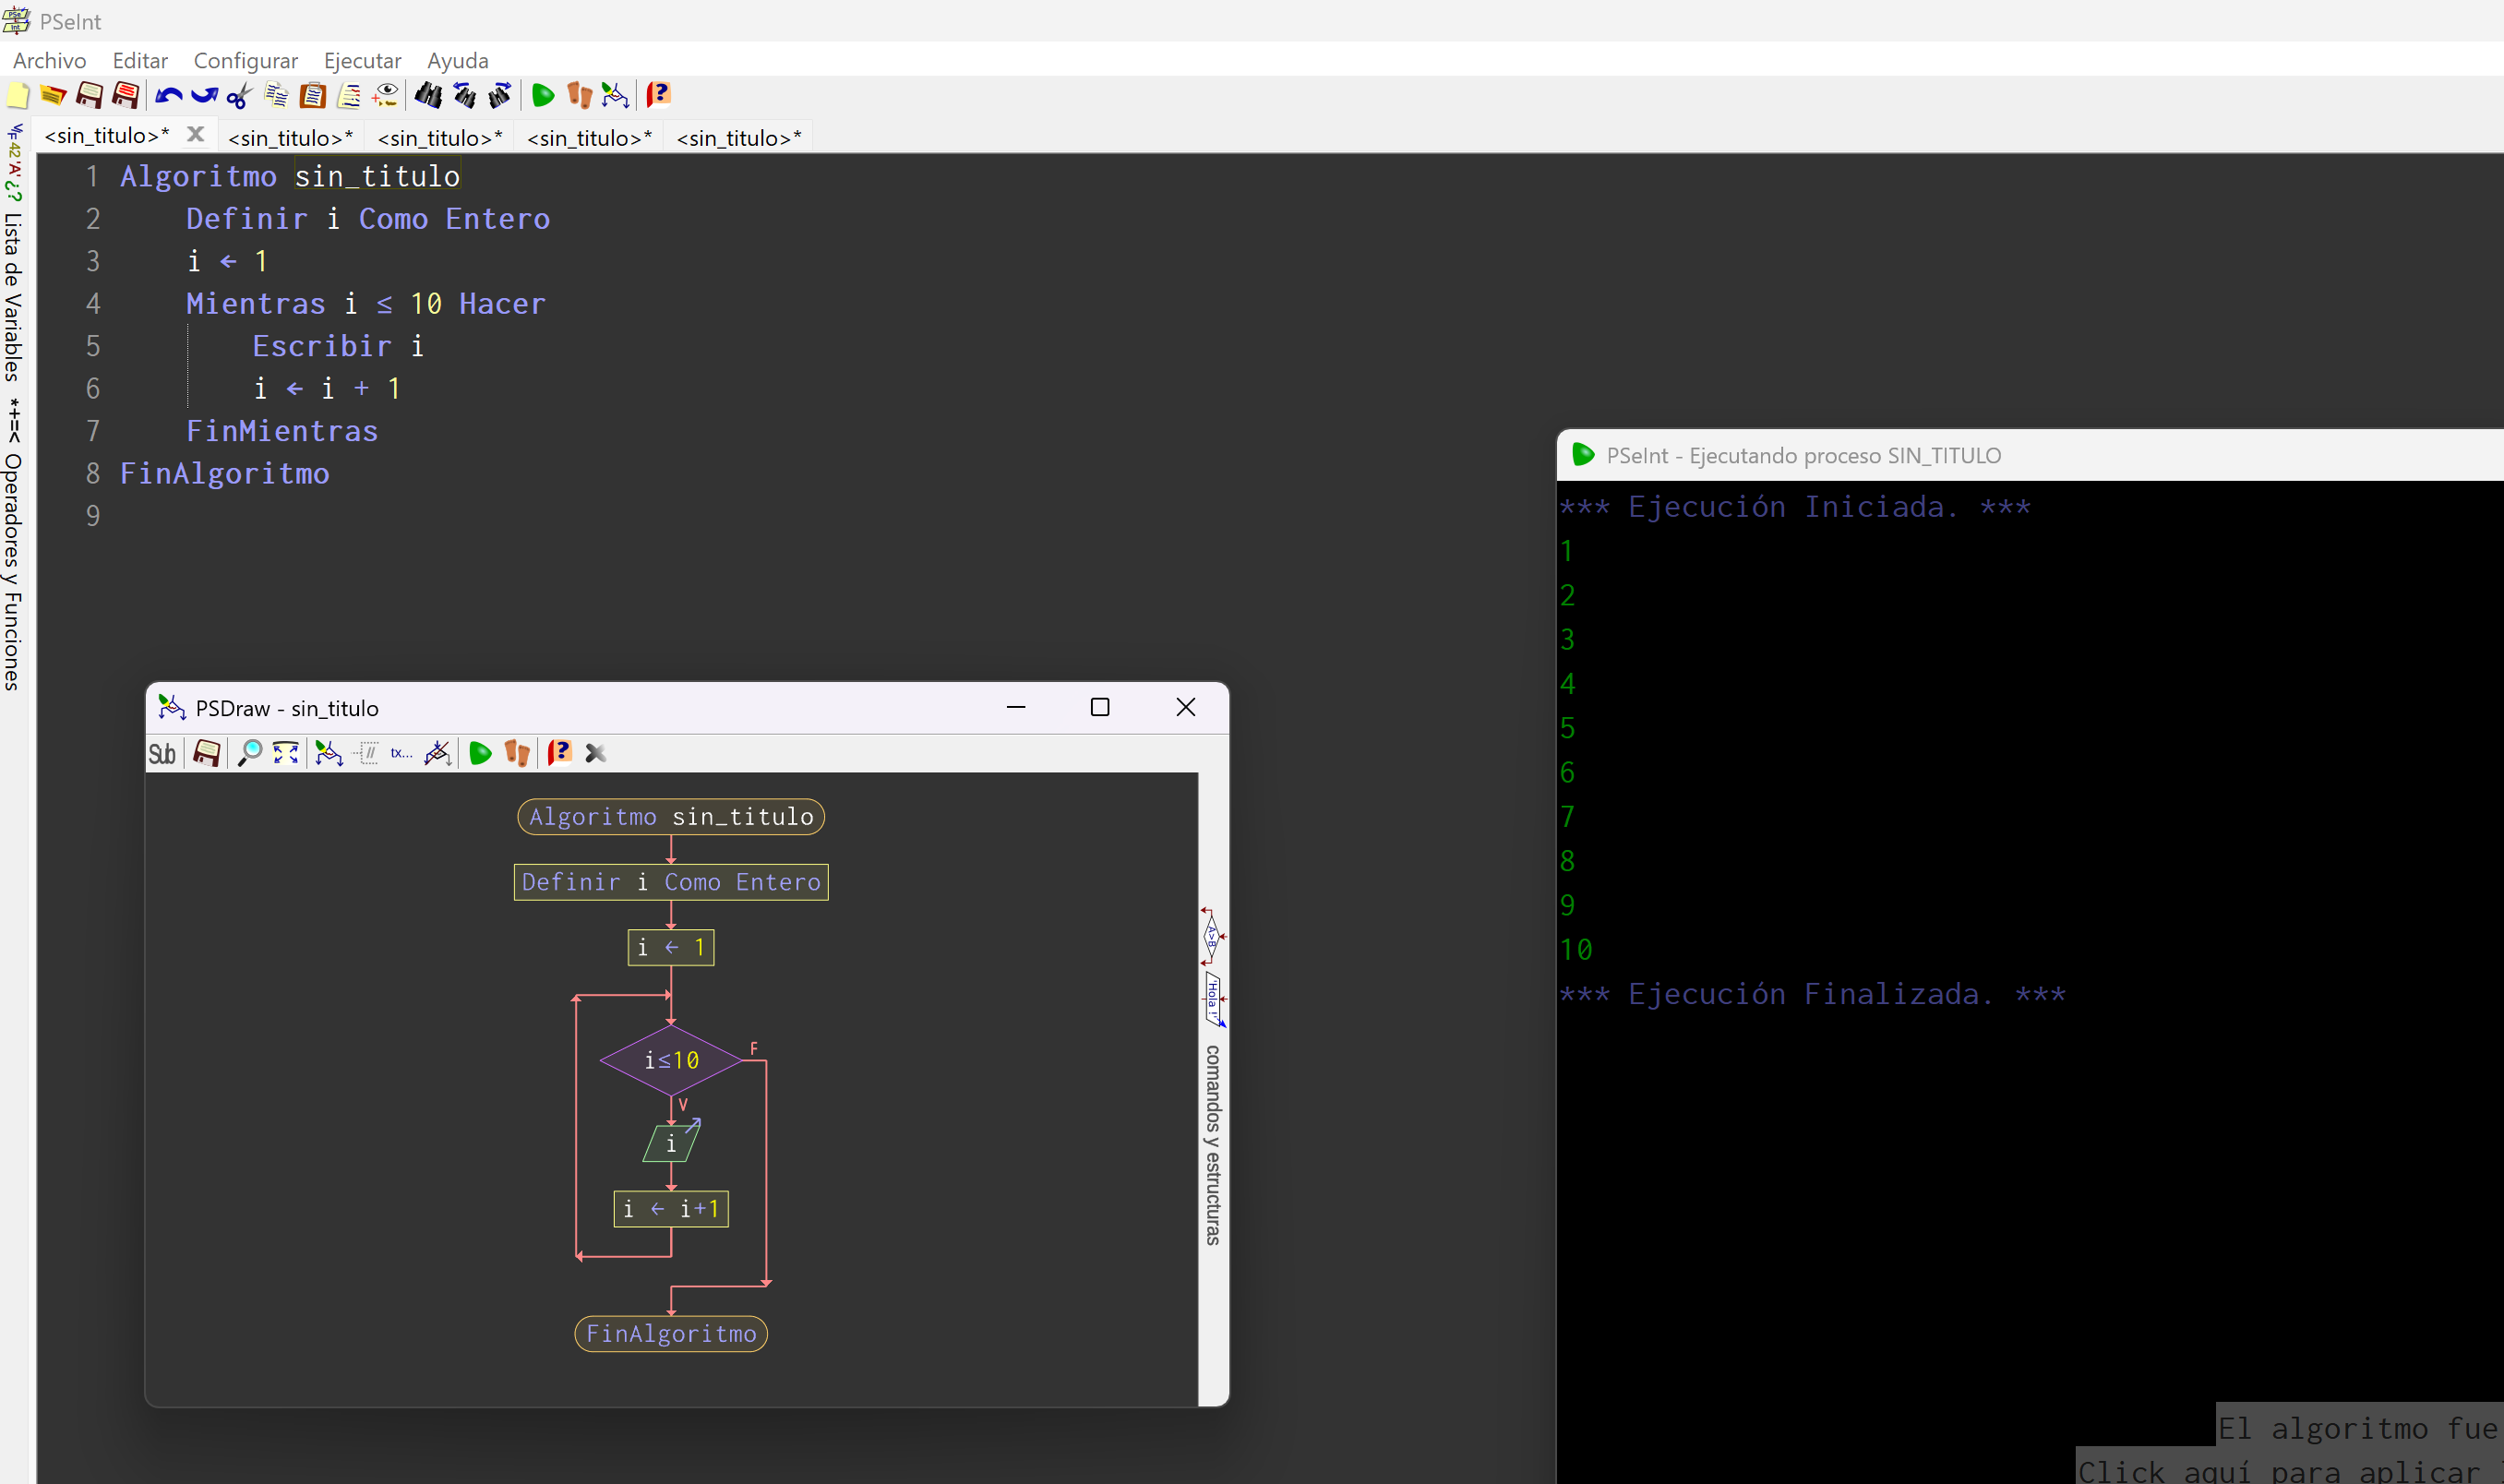 PSeInt
Archivo Editar Configurar Ejecutar Ayuda
<sin_titulo>* <sin_titulo>* <sin_titulo>* <sin_titulo>* <sin_titulo>*
Lista de Variables
*+=< Operadores y Funciones
1 Algoritmo sin_titulo
2 Definir i Como Entero
3 i ← 1
4 Mientras i ≤ 10 Hacer
5 Escribir i
6 i ← i + 1
7 FinMientras
8 FinAlgoritmo
9
PSDraw - sin_titulo
Sub
tx...
Algoritmo sin_titulo
Definir i Como Entero
i ← 1
i≤10
F
V
i
i ← i+1
FinAlgoritmo
A>B
'Hola !'
comandos y estructuras
PSeInt - Ejecutando proceso SIN_TITULO
*** Ejecución Iniciada. ***
1
2
3
4
5
6
7
8
9
10
*** Ejecución Finalizada. ***
El algoritmo fue
Click aquí para aplicar